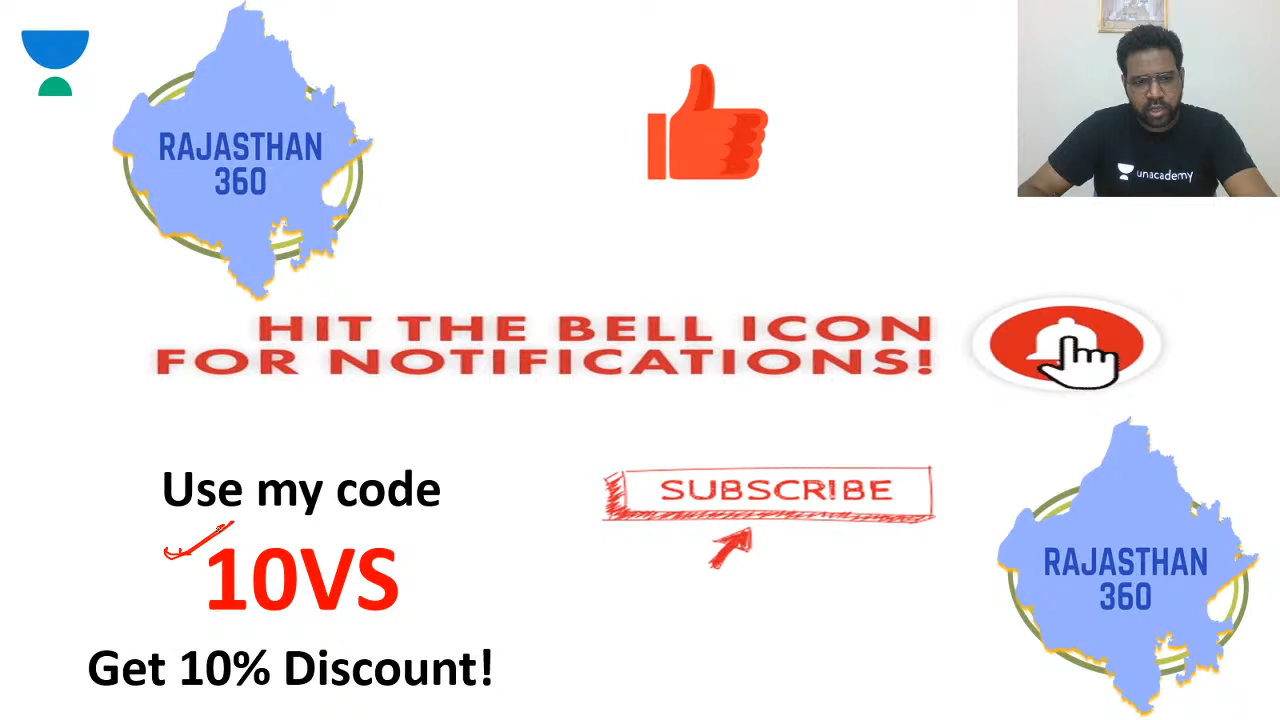 RAJASTHAN
360
unacademy
HIT THE BELL ICON
FOR NOTIFICATIONS!
Use my code
10VS
Get 10% Discount!
SUBSCRIBE
RAJASTHAN
360